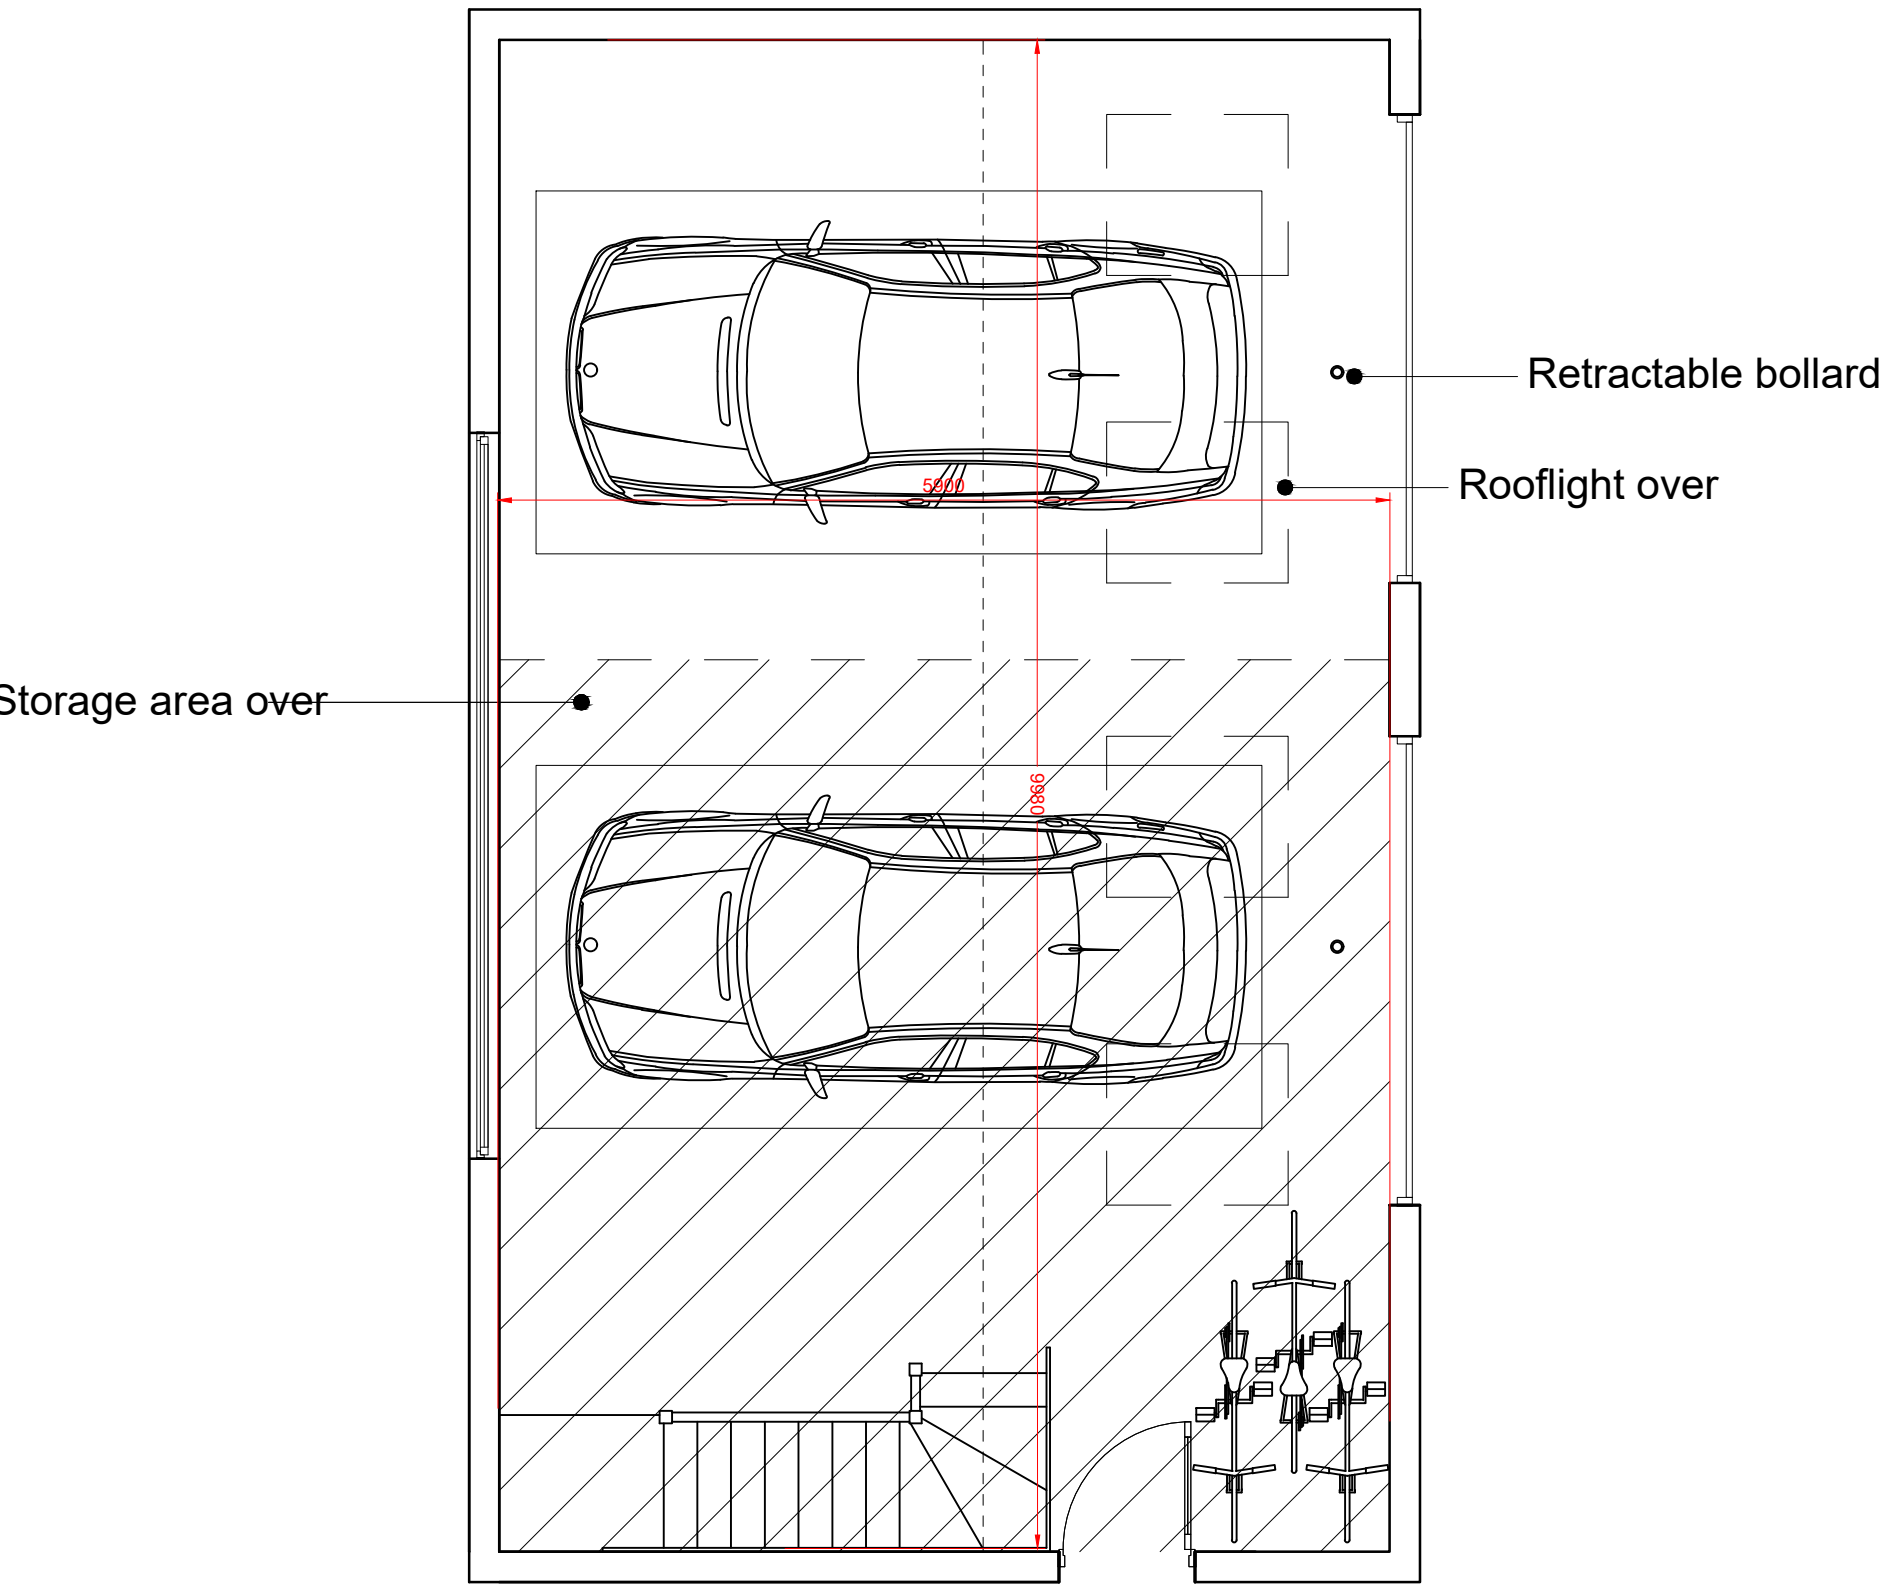 Retractable bollard
Rooflight over
5900
Storage area over
9980